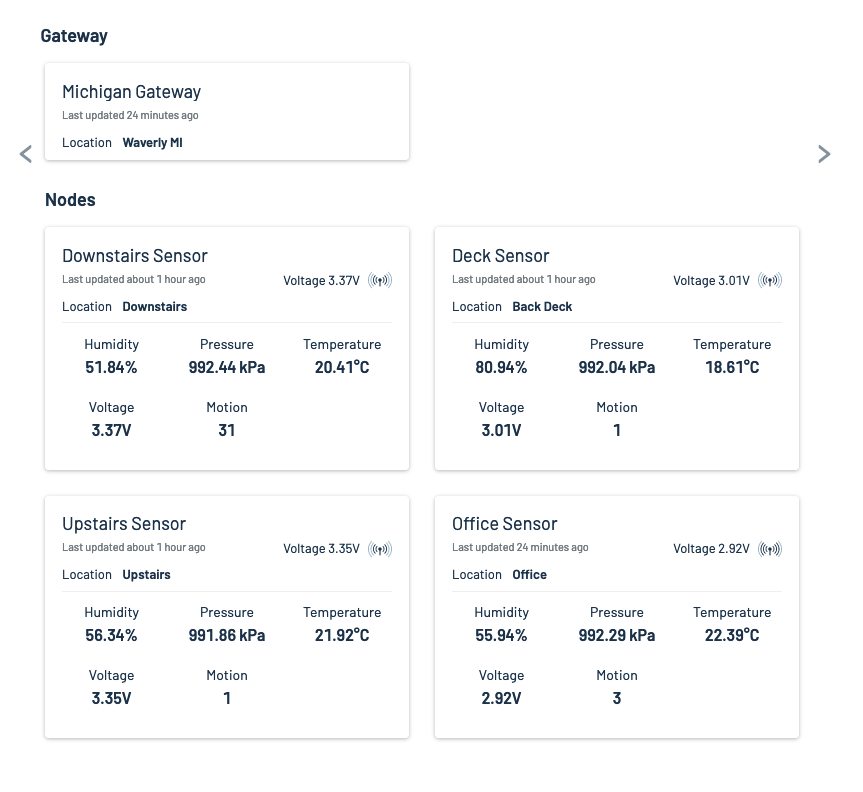 Gateway
Michigan Gateway
Last updated 24 minutes ago
Location Waverly MI
Nodes
Downstairs Sensor
Last updated about 1 hour ago
Voltage 3.37V
Location Downstairs
Humidity Pressure Temperature
51.84% 992.44 kPa 20.41°C
Voltage Motion
3.37V 31
Deck Sensor
Last updated about 1 hour ago
Voltage 3.01V
Location Back Deck
Humidity Pressure Temperature
80.94% 992.04 kPa 18.61°C
Voltage Motion
3.01V 1
Upstairs Sensor
Last updated about 1 hour ago
Voltage 3.35V
Location Upstairs
Humidity Pressure Temperature
56.34% 991.86 kPa 21.92°C
Voltage Motion
3.35V 1
Office Sensor
Last updated 24 minutes ago
Voltage 2.92V
Location Office
Humidity Pressure Temperature
55.94% 992.29 kPa 22.39°C
Voltage Motion
2.92V 3